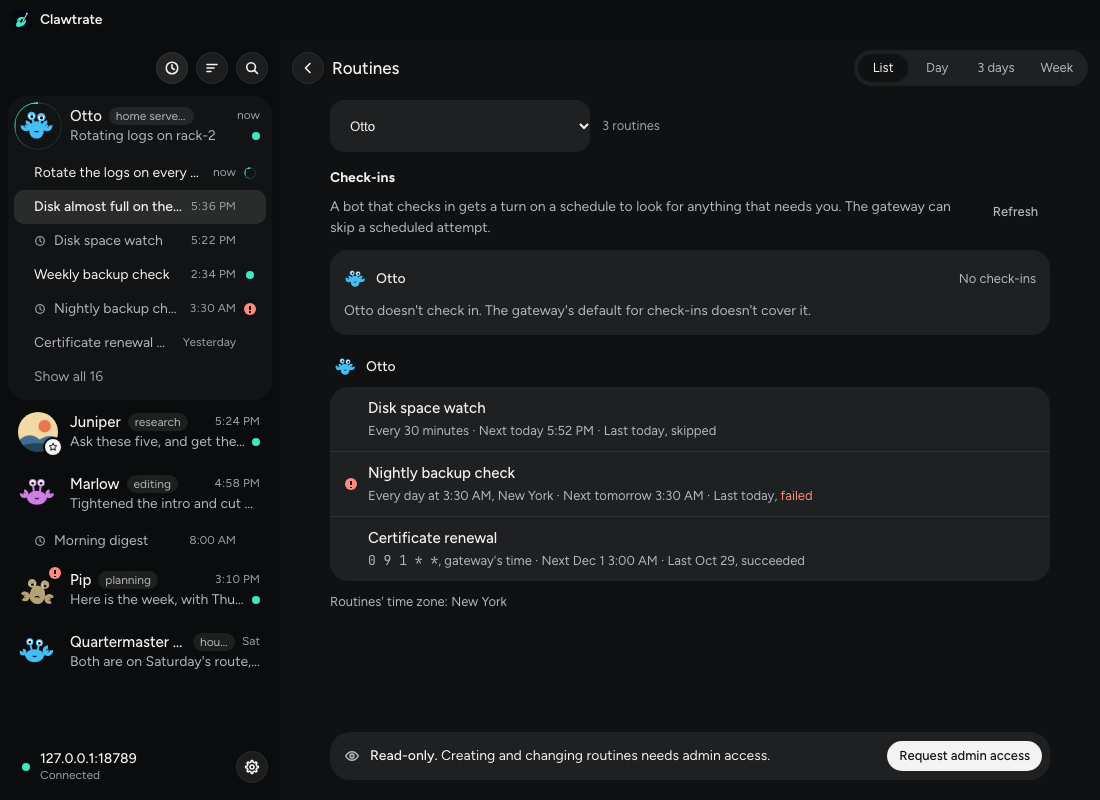 Clawtrate
Otto home serve... now
Rotating logs on rack-2
Rotate the logs on every ... now
Disk almost full on the... 5:36 PM
Disk space watch 5:22 PM
Weekly backup check 2:34 PM
Nightly backup ch... 3:30 AM
Certificate renewal ... Yesterday
Show all 16
Juniper research 5:24 PM
Ask these five, and get the...
Marlow editing 4:58 PM
Tightened the intro and cut ...
Morning digest 8:00 AM
Pip planning 3:10 PM
Here is the week, with Thu...
Quartermaster ... hou... Sat
Both are on Saturday's route,...
127.0.0.1:18789
Connected
Routines
List Day 3 days Week
Otto 3 routines
Check-ins
A bot that checks in gets a turn on a schedule to look for anything that needs you. The gateway can
skip a scheduled attempt.
Refresh
Otto No check-ins
Otto doesn't check in. The gateway's default for check-ins doesn't cover it.
Otto
Disk space watch
Every 30 minutes · Next today 5:52 PM · Last today, skipped
Nightly backup check
Every day at 3:30 AM, New York · Next tomorrow 3:30 AM · Last today, failed
Certificate renewal
0 9 1 * *, gateway's time · Next Dec 1 3:00 AM · Last Oct 29, succeeded
Routines' time zone: New York
Read-only. Creating and changing routines needs admin access.
Request admin access